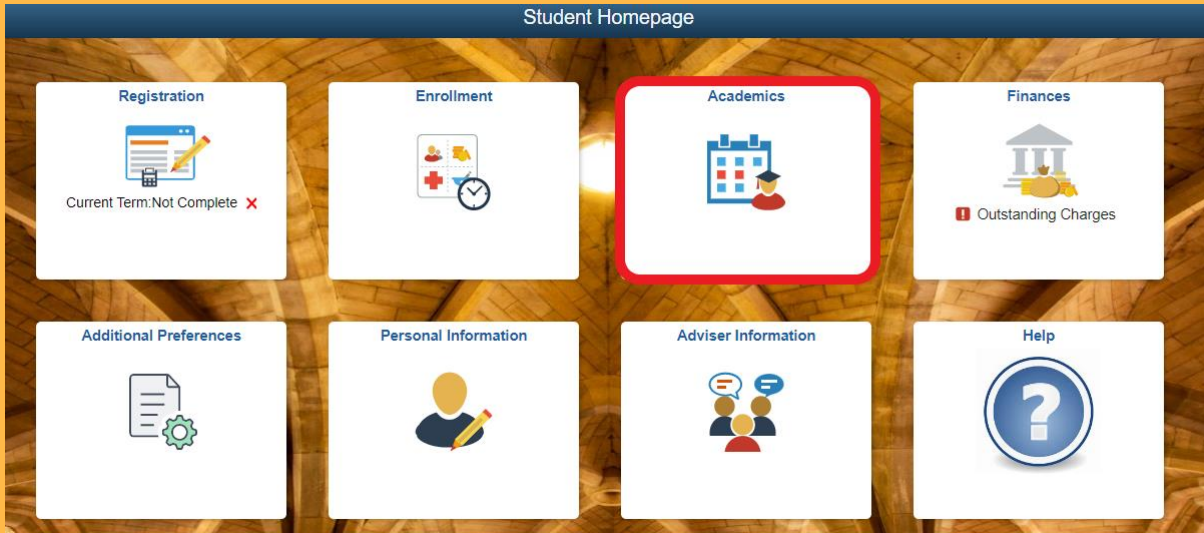 Student Homepage
Registration
Enrollment
Academics
Finances
Current Term:Not Complete
Outstanding Charges
Additional Preferences
Personal Information
Adviser Information
Help